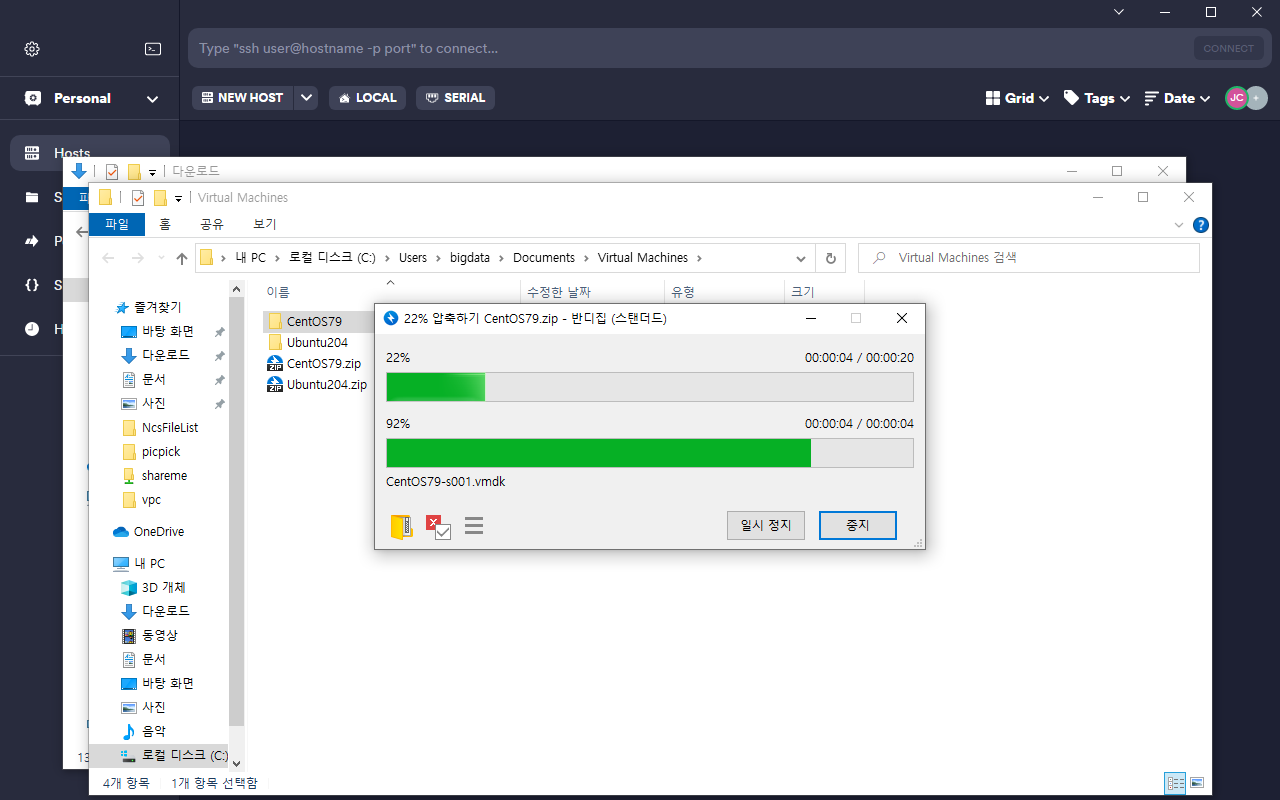 Type "ssh user@hostname -p port" to connect...
CONNECT
Personal
NEW HOST
LOCAL
SERIAL
Grid
Tags
Date
JC
+
Hosts
S
P
S
H
다운로드
파
13
Virtual Machines
파일
홈
공유
보기
?
내 PC
로컬 디스크 (C:)
Users
bigdata
Documents
Virtual Machines
Virtual Machines 검색
즐겨찾기
바탕 화면
다운로드
문서
사진
NcsFileList
picpick
shareme
vpc
OneDrive
내 PC
3D 개체
다운로드
동영상
문서
바탕 화면
사진
음악
로컬 디스크 (C:)
이름
수정한 날짜
유형
크기
CentOS79
Ubuntu204
ZIP
CentOS79.zip
ZIP
Ubuntu204.zip
22% 압축하기 CentOS79.zip - 반디집 (스탠더드)
22%
00:00:04 / 00:00:20
92%
00:00:04 / 00:00:04
CentOS79-s001.vmdk
일시 정지
중지
4개 항목
1개 항목 선택함